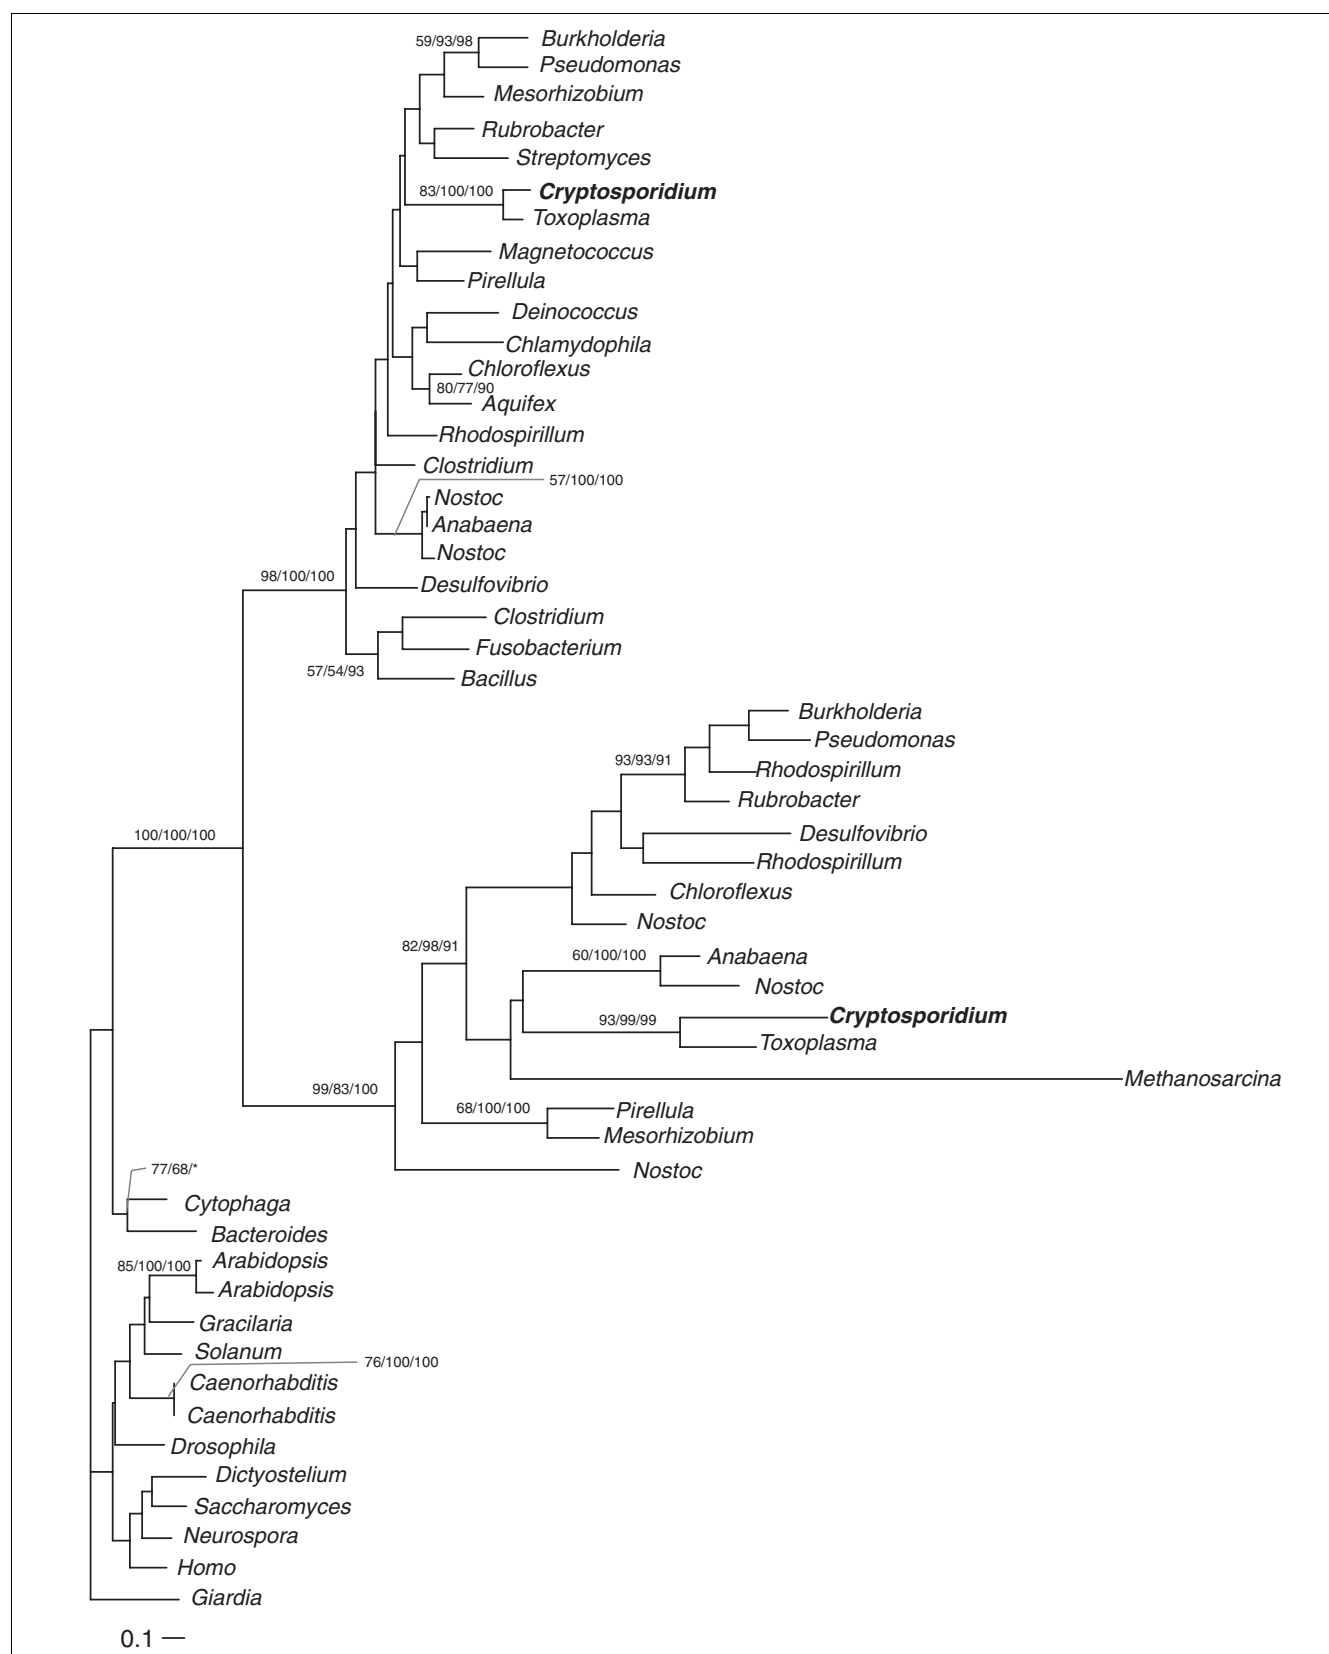 59/93/98
Burkholderia
Pseudomonas
Mesorhizobium
Rubrobacter
Streptomyces
83/100/100
Cryptosporidium
Toxoplasma
Magnetococcus
Pirellula
Deinococcus
Chlamydophila
Chloroflexus
80/77/90
Aquifex
Rhodospirillum
Clostridium
57/100/100
Nostoc
Anabaena
Nostoc
98/100/100
Desulfovibrio
Clostridium
Fusobacterium
57/54/93
Bacillus
Burkholderia
Pseudomonas
93/93/91
Rhodospirillum
Rubrobacter
Desulfovibrio
100/100/100
Rhodospirillum
Chloroflexus
Nostoc
82/98/91
60/100/100
Anabaena
Nostoc
Cryptosporidium
93/99/99
Toxoplasma
Methanosarcina
99/83/100
68/100/100
Pirellula
Mesorhizobium
77/68/*
Nostoc
Cytophaga
Bacteroides
85/100/100
Arabidopsis
Arabidopsis
Gracilaria
Solanum
76/100/100
Caenorhabditis
Caenorhabditis
Drosophila
Dictyostelium
Saccharomyces
Neurospora
Homo
Giardia
0.1